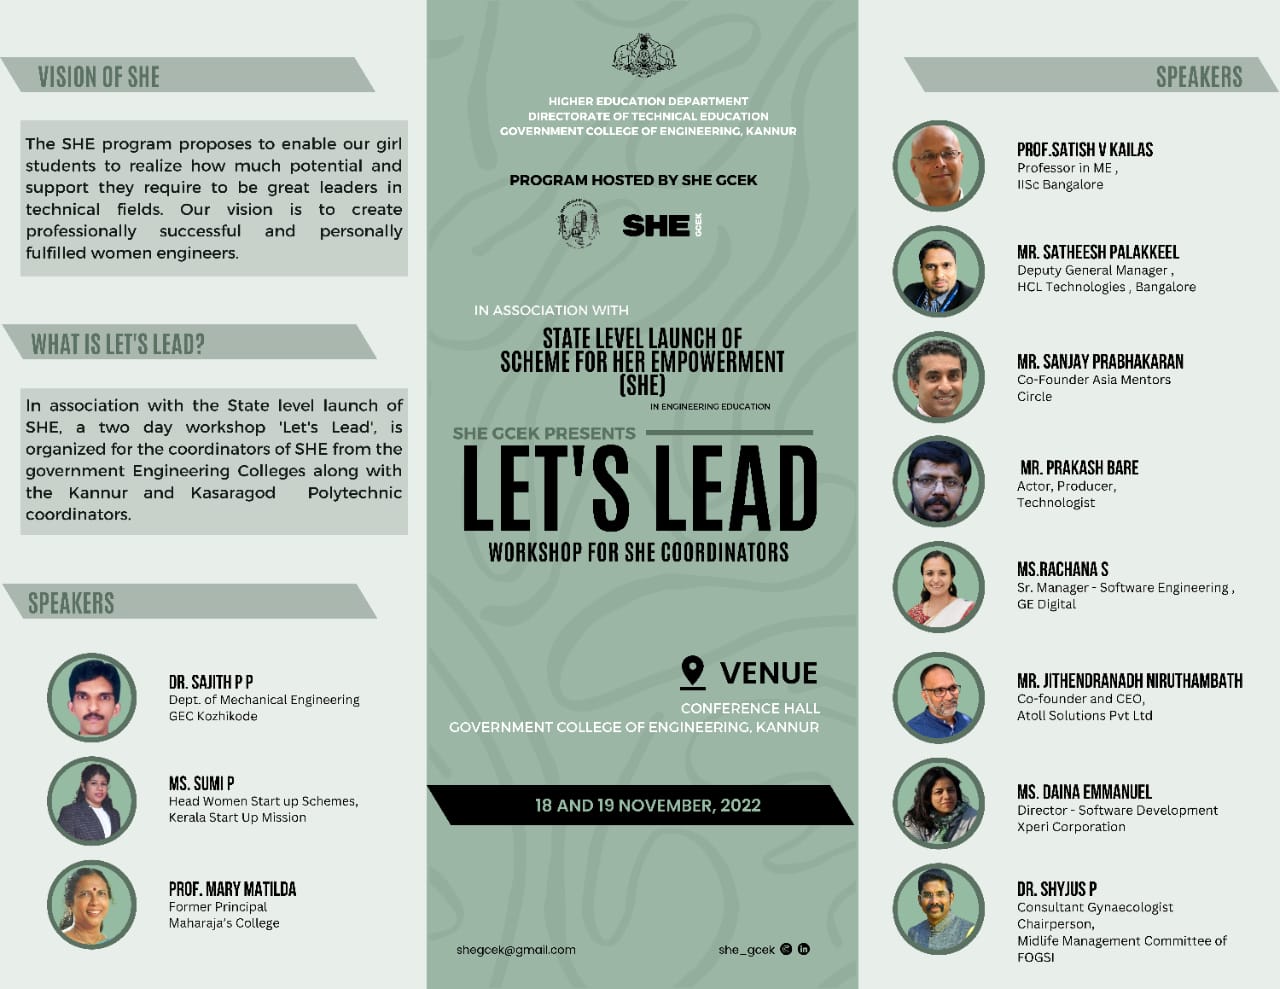 VISION OF SHE
The SHE program proposes to enable our girl
students to realize how much potential and
support they require to be great leaders in
technical fields. Our vision is to create
professionally successful and personally
fulfilled women engineers.
WHAT IS LET'S LEAD?
In association with the State level launch of
SHE, a two day workshop 'Let's Lead', is
organized for the coordinators of SHE from the
government Engineering Colleges along with
the Kannur and Kasaragod Polytechnic
coordinators.
SPEAKERS
DR. SAJITH P P
Dept. of Mechanical Engineering
GEC Kozhikode
MS. SUMI P
Head Women Start up Schemes,
Kerala Start Up Mission
PROF. MARY MATILDA
Former Principal
Maharaja's College
HIGHER EDUCATION DEPARTMENT
DIRECTORATE OF TECHNICAL EDUCATION
GOVERNMENT COLLEGE OF ENGINEERING, KANNUR
PROGRAM HOSTED BY SHE GCEK
SHE GCEK
IN ASSOCIATION WITH
STATE LEVEL LAUNCH OF
SCHEME FOR HER EMPOWERMENT
(SHE)
IN ENGINEERING EDUCATION
SHE GCEK PRESENTS
LET'S LEAD
WORKSHOP FOR SHE COORDINATORS
VENUE
CONFERENCE HALL
GOVERNMENT COLLEGE OF ENGINEERING, KANNUR
18 AND 19 NOVEMBER, 2022
shegcek@gmail.com
she_gcek
SPEAKERS
PROF.SATISH V KAILAS
Professor in ME ,
IISc Bangalore
MR. SATHEESH PALAKKEEL
Deputy General Manager ,
HCL Technologies , Bangalore
MR. SANJAY PRABHAKARAN
Co-Founder Asia Mentors
Circle
MR. PRAKASH BARE
Actor, Producer,
Technologist
MS.RACHANA S
Sr. Manager - Software Engineering ,
GE Digital
MR. JITHENDRANADH NIRUTHAMBATH
Co-founder and CEO,
Atoll Solutions Pvt Ltd
MS. DAINA EMMANUEL
Director - Software Development
Xperi Corporation
DR. SHYJUS P
Consultant Gynaecologist
Chairperson,
Midlife Management Committee of
FOGSI